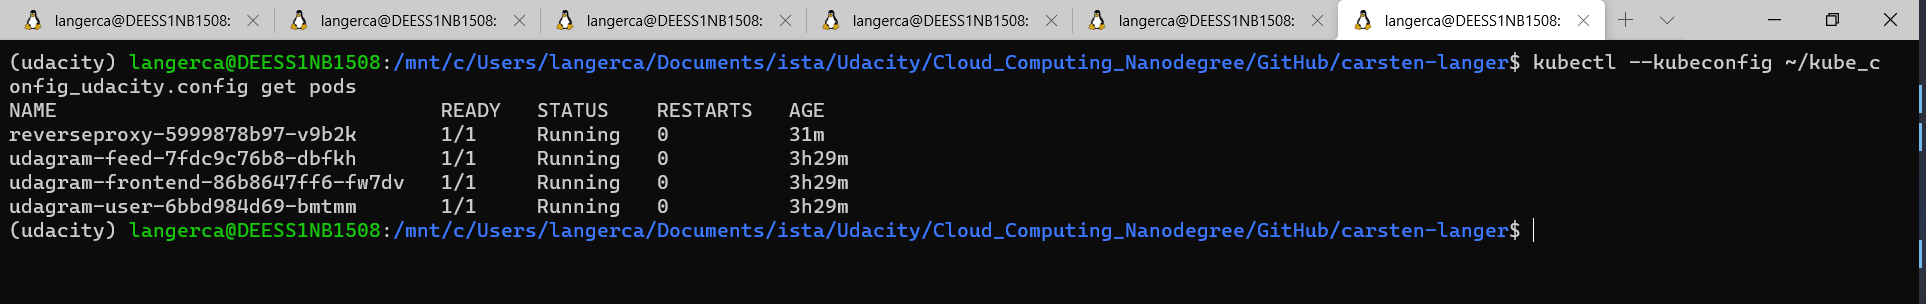 langerca@DEESS1NB1508: langerca@DEESS1NB1508: langerca@DEESS1NB1508: langerca@DEESS1NB1508: langerca@DEESS1NB1508: langerca@DEESS1NB1508:
(udacity) langerca@DEESS1NB1508:/mnt/c/Users/langerca/Documents/ista/Udacity/Cloud_Computing_Nanodegree/GitHub/carsten-langer$ kubectl --kubeconfig ~/kube_c
onfig_udacity.config get pods
NAME READY STATUS RESTARTS AGE
reverseproxy-5999878b97-v9b2k 1/1 Running 0 31m
udagram-feed-7fdc9c76b8-dbfkh 1/1 Running 0 3h29m
udagram-frontend-86b8647ff6-fw7dv 1/1 Running 0 3h29m
udagram-user-6bbd984d69-bmtmm 1/1 Running 0 3h29m
(udacity) langerca@DEESS1NB1508:/mnt/c/Users/langerca/Documents/ista/Udacity/Cloud_Computing_Nanodegree/GitHub/carsten-langer$